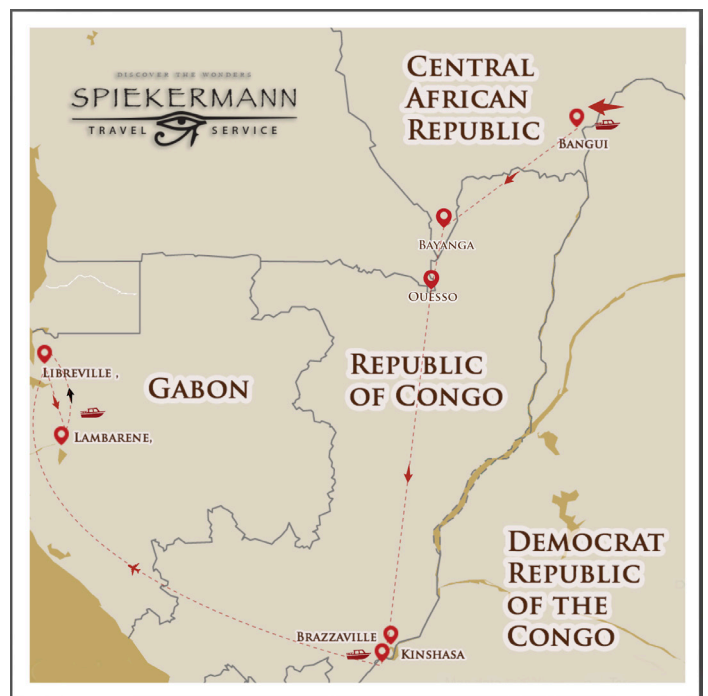 DISCOVER THE WONDERS
SPIEKERMANN
TRAVEL SERVICE
CENTRAL
AFRICAN
REPUBLIC
BANGUI
BAYANGA
OUESSO
LIBREVILLE ,
GABON
REPUBLIC
OF CONGO
LAMBARENE,
DEMOCRAT
REPUBLIC
OF THE
CONGO
BRAZZAVILLE
KINSHASA